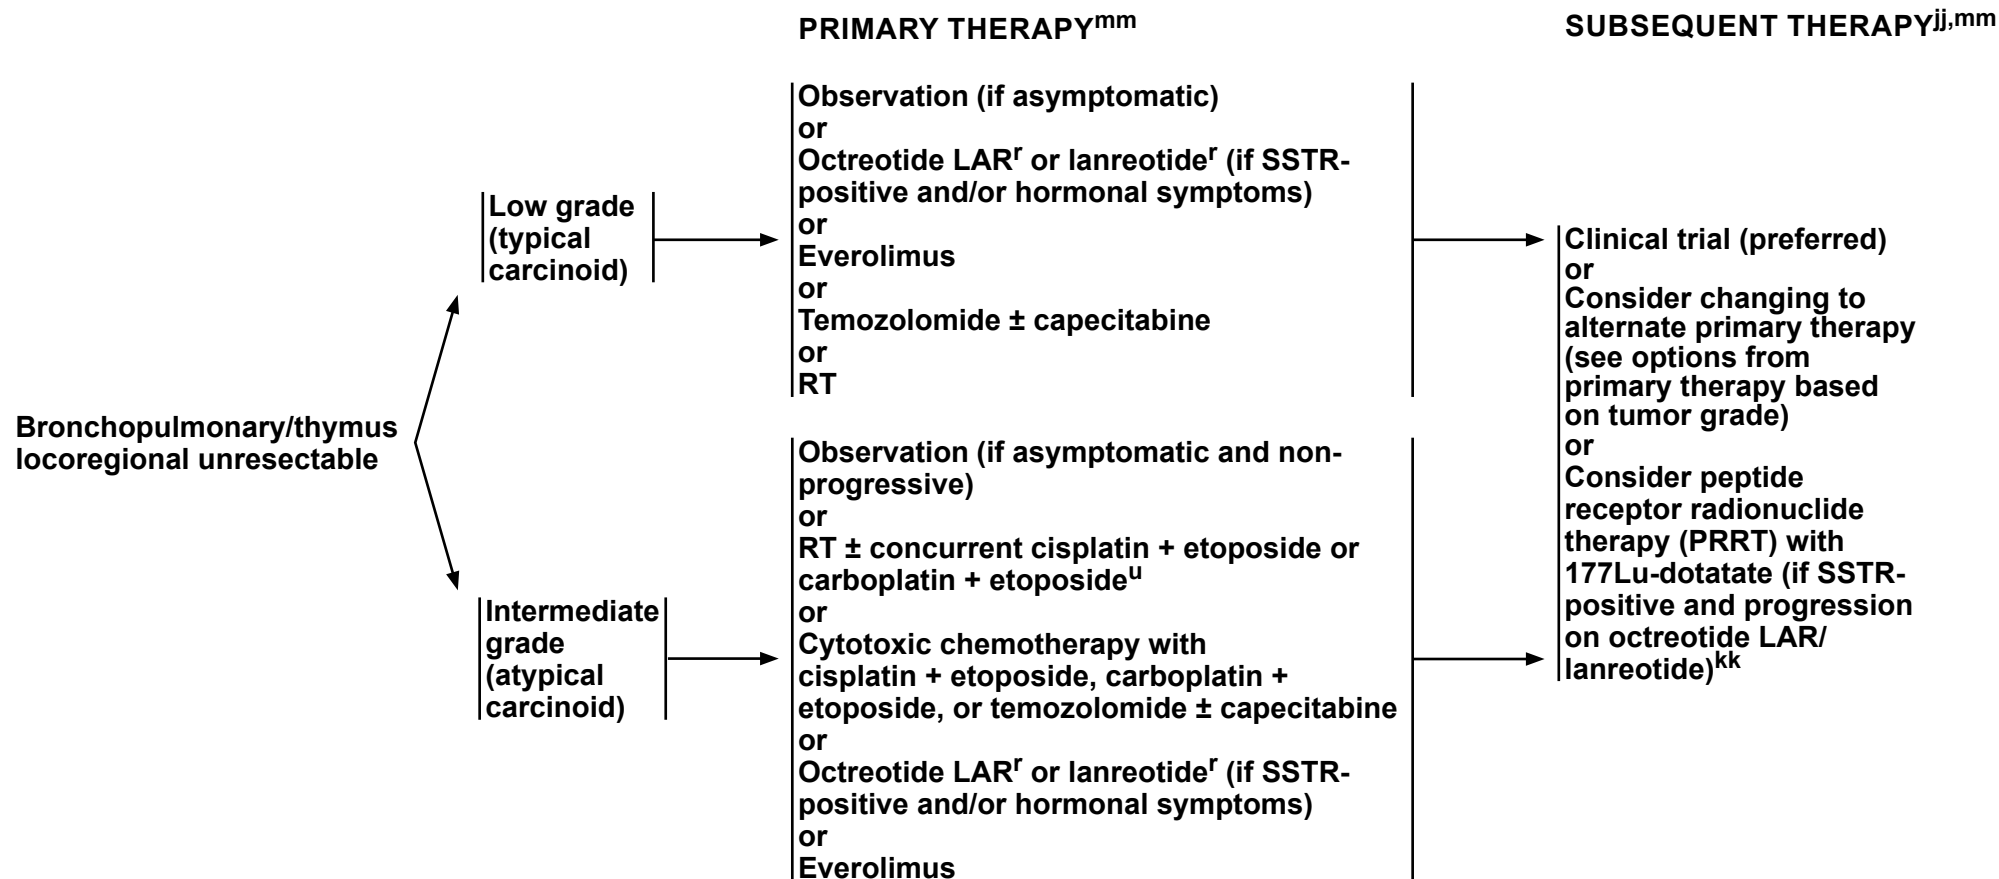 PRIMARY THERAPYmm
SUBSEQUENT THERAPYjj,mm
Bronchopulmonary/thymus
locoregional unresectable
Low grade
(typical
carcinoid)
Observation (if asymptomatic)
or
Octreotide LARr or lanreotider (if SSTR-
positive and/or hormonal symptoms)
or
Everolimus
or
Temozolomide ± capecitabine
or
RT
Intermediate
grade
(atypical
carcinoid)
Observation (if asymptomatic and non-
progressive)
or
RT ± concurrent cisplatin + etoposide or
carboplatin + etoposideu
or
Cytotoxic chemotherapy with
cisplatin + etoposide, carboplatin +
etoposide, or temozolomide ± capecitabine
or
Octreotide LARr or lanreotider (if SSTR-
positive and/or hormonal symptoms)
or
Everolimus
Clinical trial (preferred)
or
Consider changing to
alternate primary therapy
(see options from
primary therapy based
on tumor grade)
or
Consider peptide
receptor radionuclide
therapy (PRRT) with
177Lu-dotatate (if SSTR-
positive and progression
on octreotide LAR/
lanreotide)kk